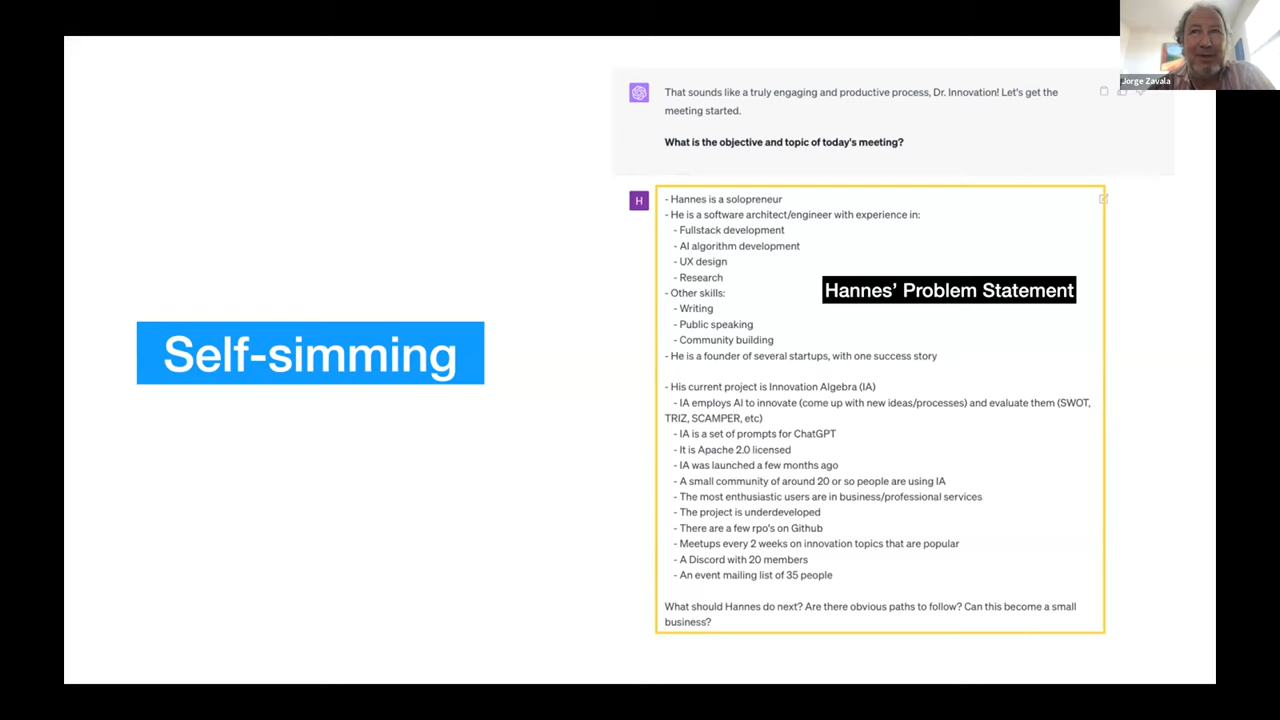 Jorge Zavala
That sounds like a truly engaging and productive process, Dr. Innovation! Let's get the
meeting started.
What is the objective and topic of today's meeting?
H
- Hannes is a solopreneur
- He is a software architect/engineer with experience in:
- Fullstack development
- AI algorithm development
- UX design
- Research
- Other skills:
- Writing
- Public speaking
- Community building
- He is a founder of several startups, with one success story
Hannes’ Problem Statement
Self-simming
- His current project is Innovation Algebra (IA)
- IA employs AI to innovate (come up with new ideas/processes) and evaluate them (SWOT,
TRIZ, SCAMPER, etc)
- IA is a set of prompts for ChatGPT
- It is Apache 2.0 licensed
- IA was launched a few months ago
- A small community of around 20 or so people are using IA
- The most enthusiastic users are in business/professional services
- The project is underdeveloped
- There are a few rpo's on Github
- Meetups every 2 weeks on innovation topics that are popular
- A Discord with 20 members
- An event mailing list of 35 people
What should Hannes do next? Are there obvious paths to follow? Can this become a small
business?